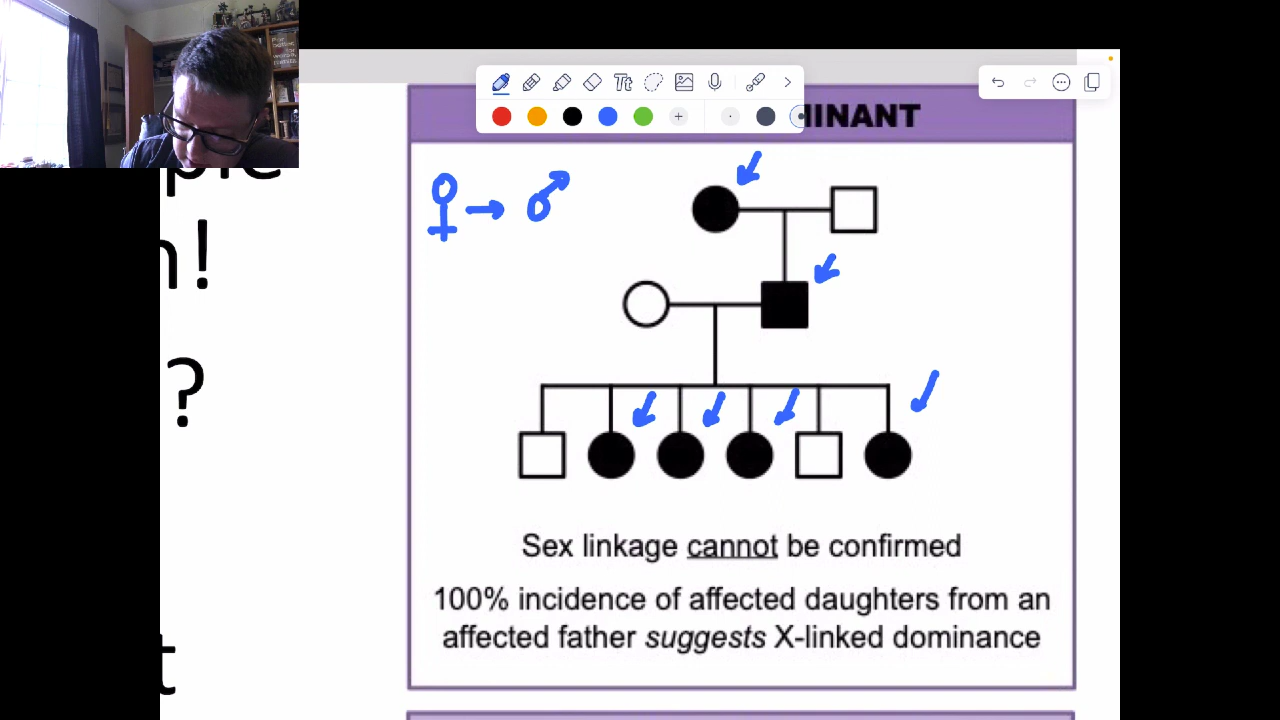 INANT
n!
?
Sex linkage cannot be confirmed
100% incidence of affected daughters from an
affected father suggests X-linked dominance
t